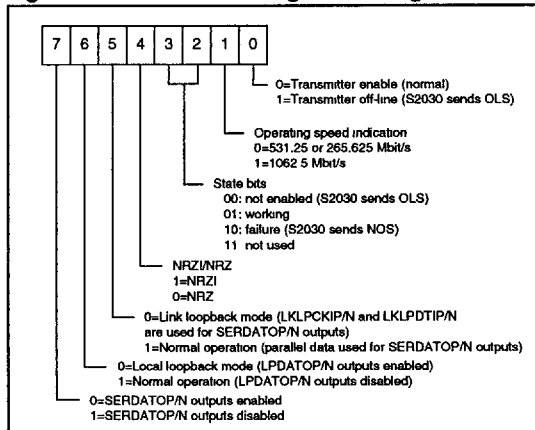 7 6 5 4 3 2 1 0
0=Transmitter enable (normal)
1=Transmitter off-line (S2030 sends OLS)
Operating speed indication
0=531.25 or 265.625 Mbit/s
1=1062 5 Mbit/s
State bits
00: not enabled (S2030 sends OLS)
01: working
10: failure (S2030 sends NOS)
11 not used
NRZI/NRZ
1=NRZI
0=NRZ
0=Link loopback mode (LKLPCKIP/N and LKLPDTIP/N
are used for SERDATOP/N outputs)
1=Normal operation (parallel data used for SERDATOP/N outputs)
0=Local loopback mode (LPDATOP/N outputs enabled)
1=Normal operation (LPDATOP/N outputs disabled)
0=SERDATOP/N outputs enabled
1=SERDATOP/N outputs disabled